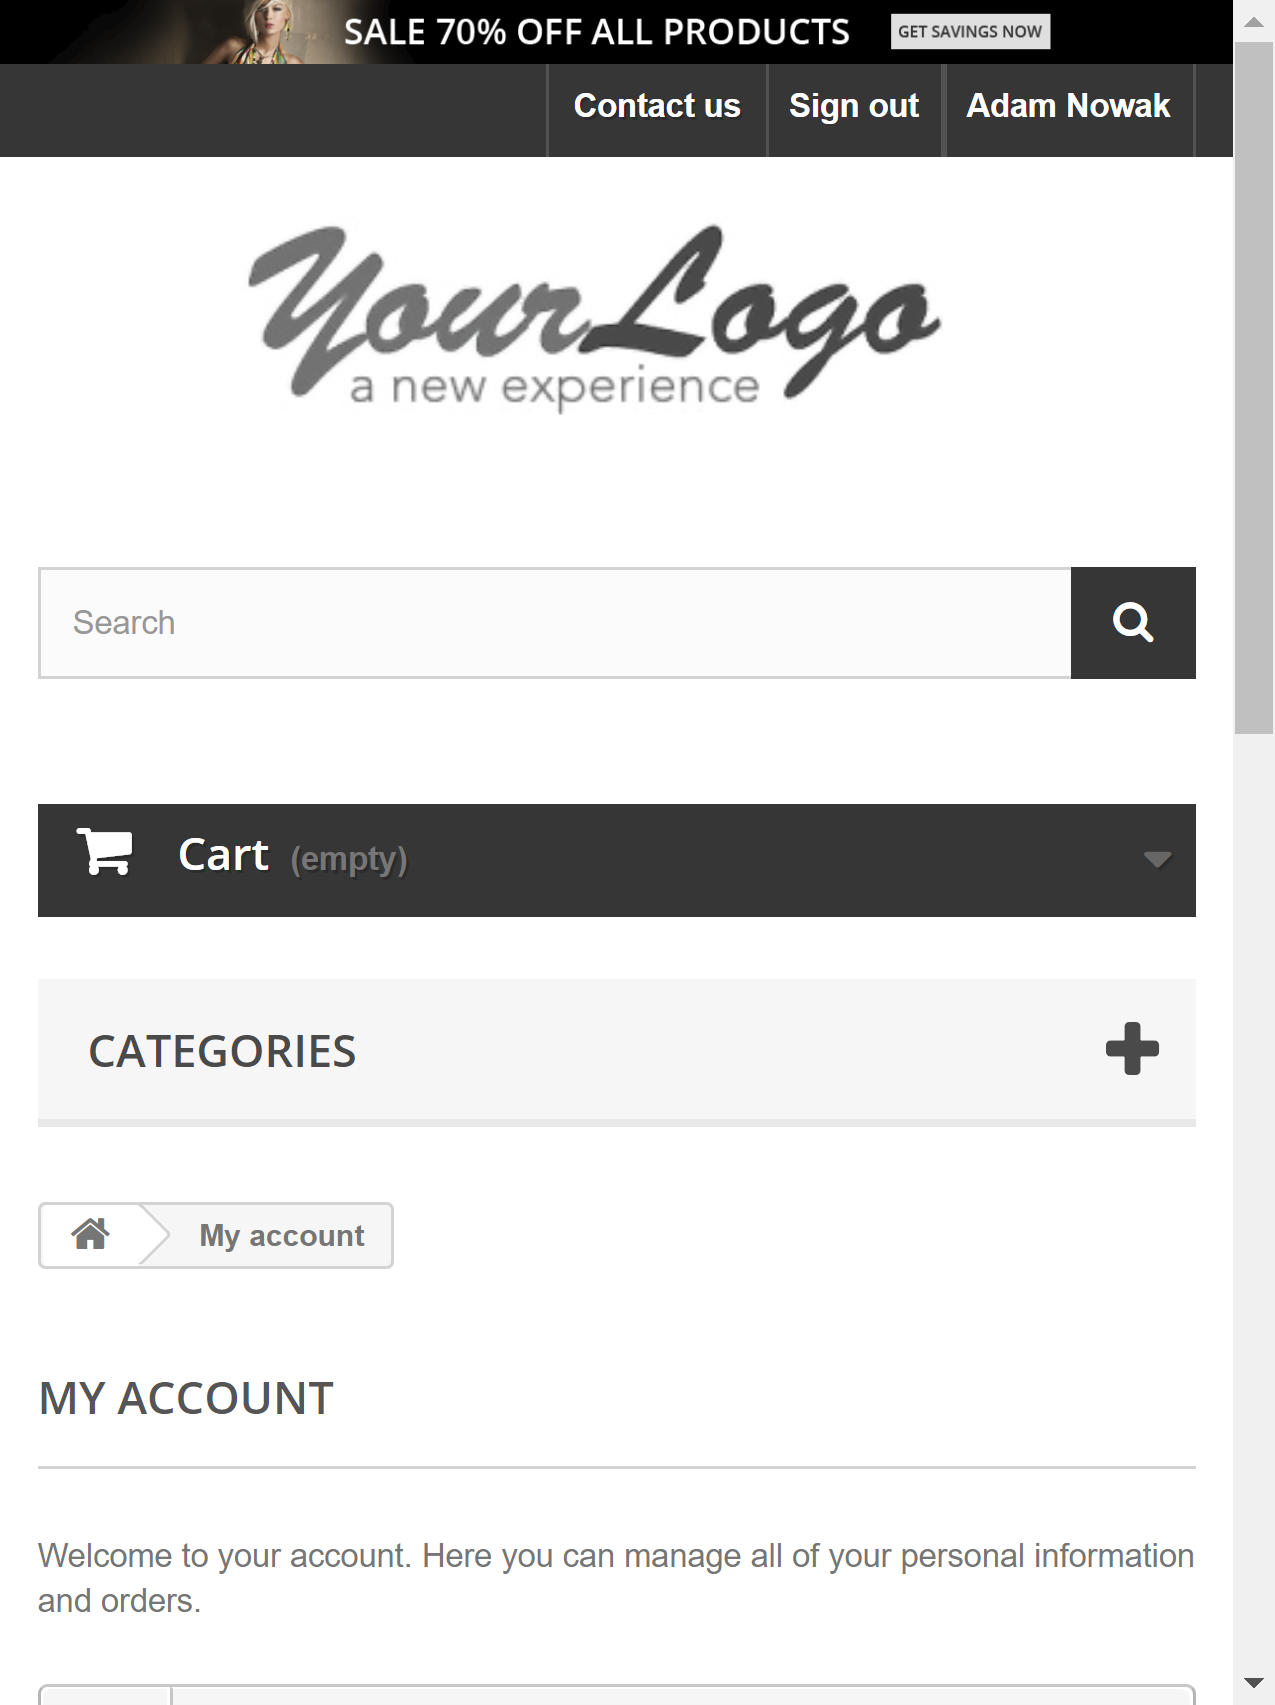 SALE 70% OFF ALL PRODUCTS GET SAVINGS NOW
Contact us Sign out Adam Nowak
YourLogo
a new experience
Search
Cart (empty)
CATEGORIES
My account
MY ACCOUNT
Welcome to your account. Here you can manage all of your personal information
and orders.